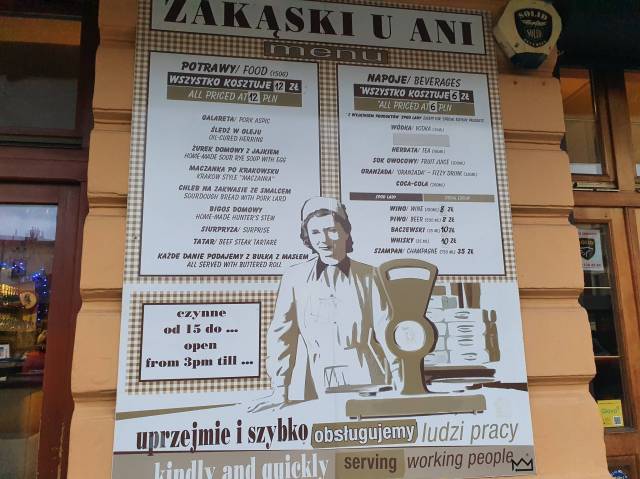 ZAKĄSKI U ANI
menu
POTRAWY/ FOOD (150G)
WSZYSTKO KOSZTUJE 12 ZŁ
ALL PRICED AT 12 PLN
GALARETA/ PORK ASPIC
ŚLEDŹ W OLEJU
OIL-CURED HERRING
ŻUREK DOMOWY Z JAJKIEM
HOME-MADE SOUR RYE SOUP WITH EGG
MACZANKA PO KRAKOWSKU
KRAKOW STYLE "MACZANKA"
CHLEB NA ZAKWASIE ZE SMALCEM
SOURDOUGH BREAD WITH PORK LARD
BIGOS DOMOWY
HOME-MADE HUNTER'S STEW
SIURPRYZA/ SURPRISE
TATAR/ BEEF STEAK TARTARE
KAŻDE DANIE PODAJEMY Z BUŁKĄ Z MASŁEM
ALL SERVED WITH BUTTERED ROLL
NAPOJE/ BEVERAGES
*WSZYSTKO KOSZTUJE 6 ZŁ
*ALL PRICED AT 6 PLN
WÓDKA/ VODKA
HERBATA/ TEA
SOK OWOCOWY/ FRUIT JUICE
ORANŻADA/ "ORANŻADA" – FIZZY DRINK
COCA-COLA
SPOD LADY
WINO/ WINE 8 ZŁ
PIWO/ BEER 8 ZŁ
BACZEWSKI 10 ZŁ
WHISKY 10 ZŁ
SZAMPAN/ CHAMPAGNE 35 ZŁ
czynne
od 15 do ...
open
from 3pm till ...
uprzejmie i szybko obsługujemy ludzi pracy
kindly and quickly serving working people
SOLID
SOLID